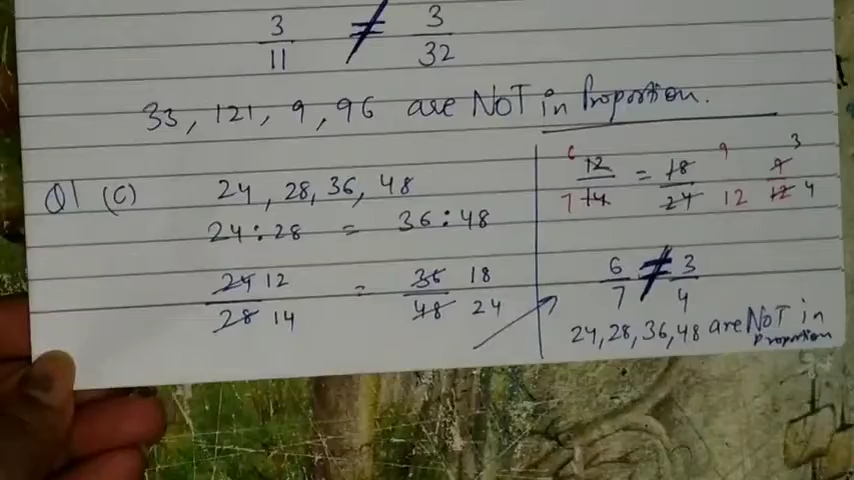 3/11 ≠ 3/32
33, 121, 9, 96 are NOT in Proportion.
Q1 (C) 24, 28, 36, 48
24 : 28 = 36 : 48
24/28 12/14 = 36/48 18/24
6 12/14 7 = 18/24 9/12 9/12 3/4
6/7 ≠ 3/4
24, 28, 36, 48 are NOT in
Proportion